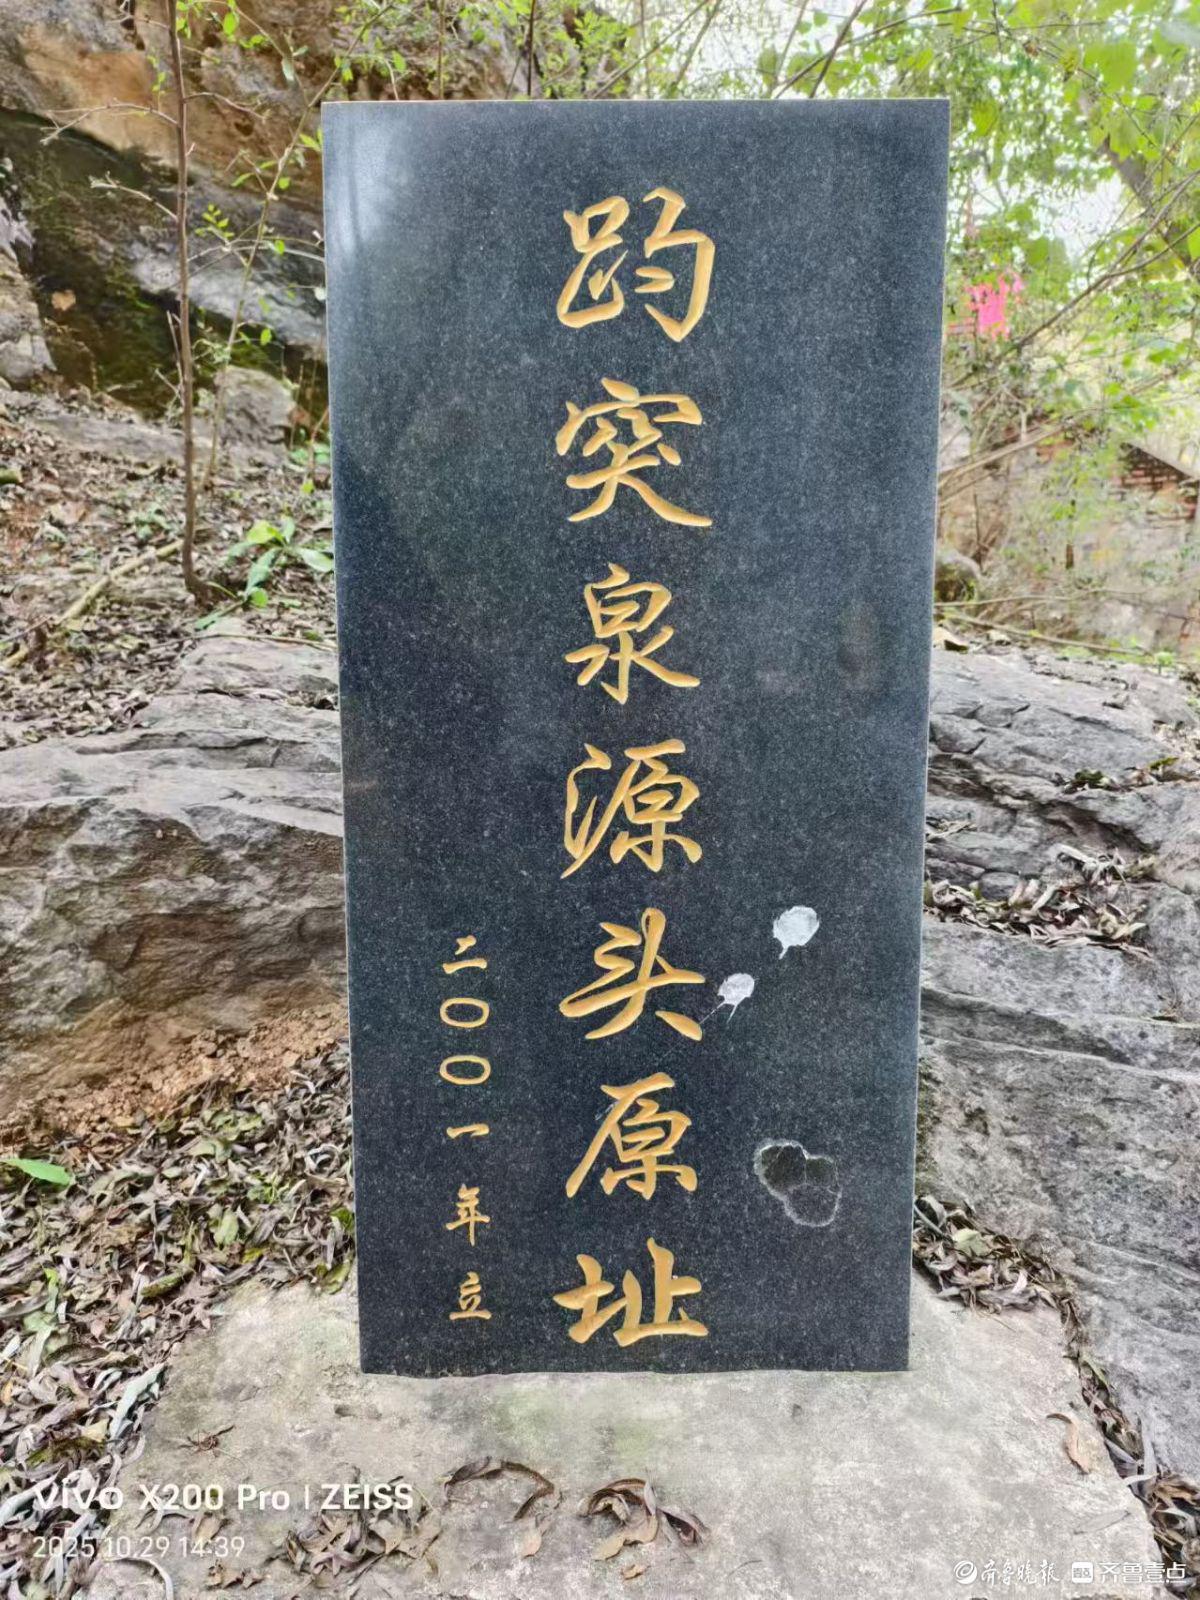 趵突泉源头原址
二〇〇一年立
vivo X200 Pro | ZEISS
2025.10.29 14:39
齐鲁晚报 齐鲁壹点